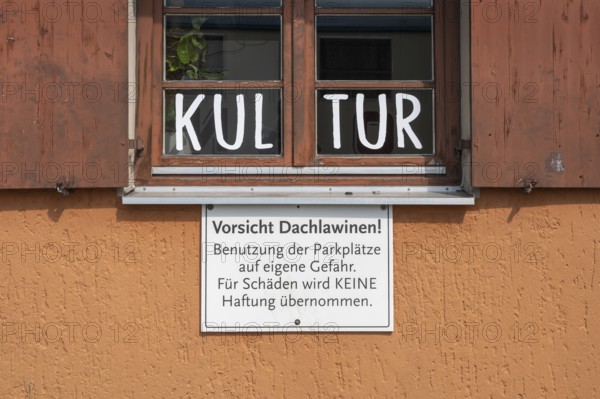 KUL TUR
Vorsicht Dachlawinen!
Benutzung der Parkplätze
auf eigene Gefahr.
Für Schäden wird KEINE
Haftung übernommen.